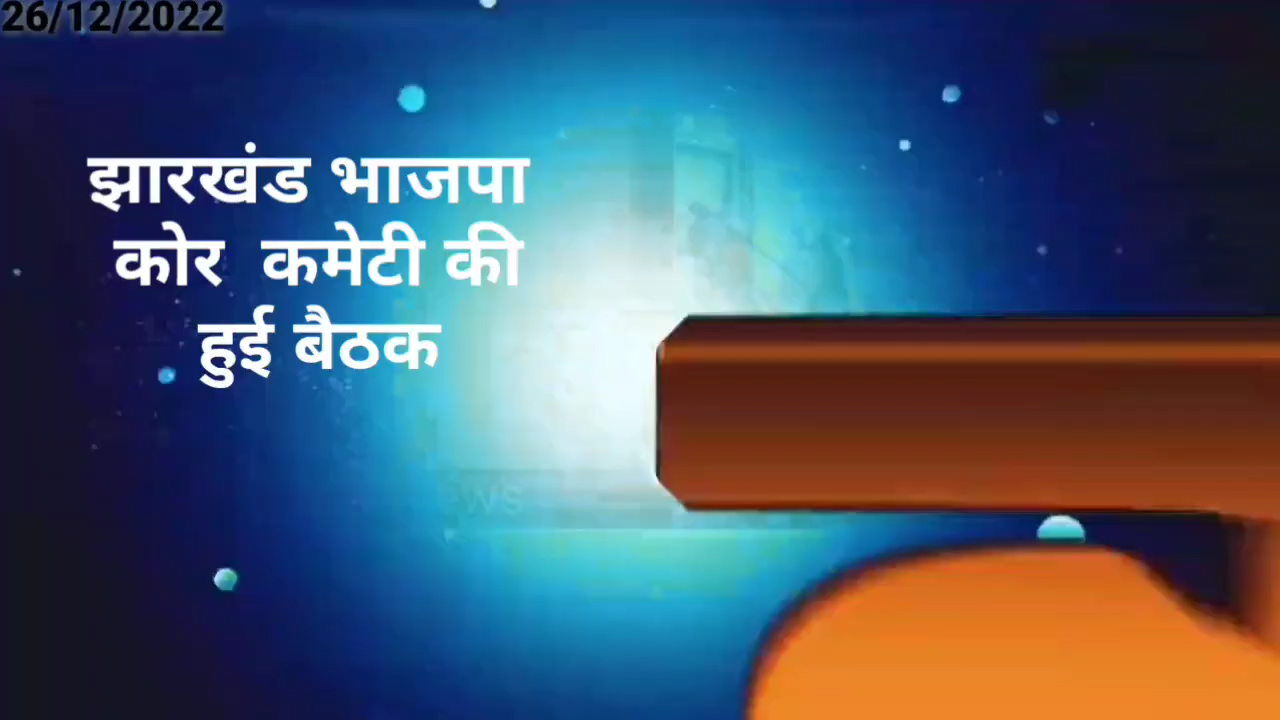 26/12/2022
झारखंड भाजपा
कोर कमेटी की
हुई बैठक